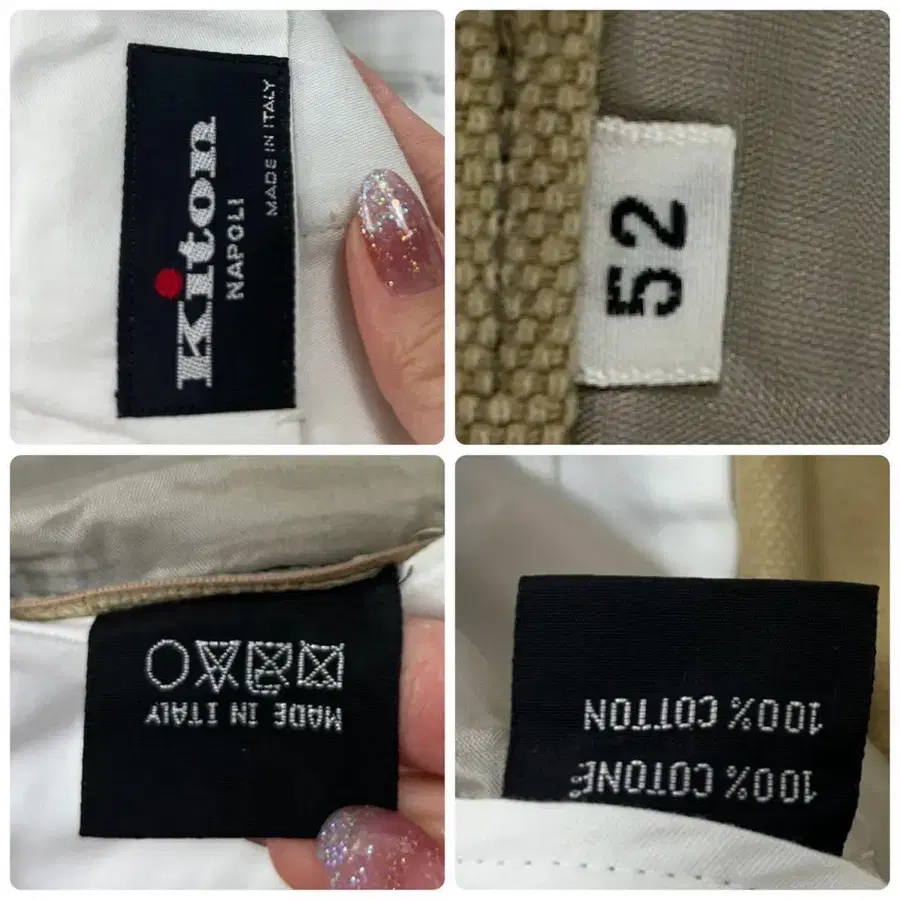 Kiton
NAPOLI
MADE IN ITALY
52
MADE IN ITALY
100% COTONE
100% COTTON